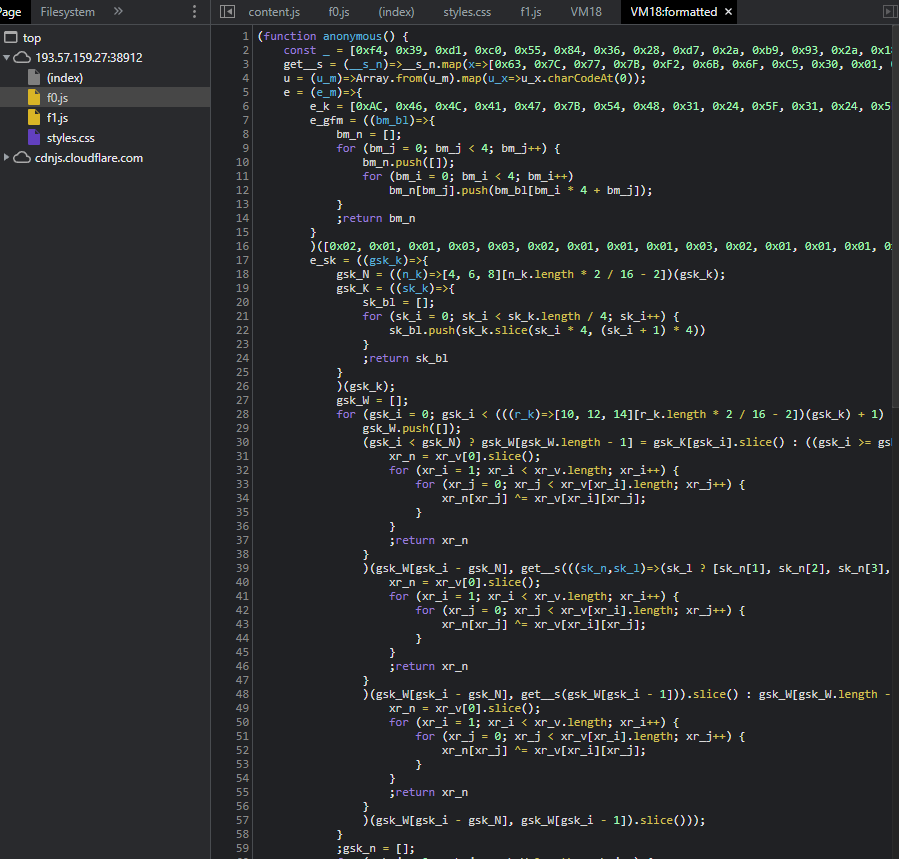 Page Filesystem »
top
193.57.159.27:38912
(index)
f0.js
f1.js
styles.css
cdnjs.cloudflare.com
content.js f0.js (index) styles.css f1.js VM18 VM18:formatted ×
1 (function anonymous() {
2 const _ = [0xf4, 0x39, 0xd1, 0xc0, 0x55, 0x84, 0x36, 0x28, 0xd7, 0x2a, 0xb9, 0x93, 0x2a,
3 get__s = (__s_n)=>__s_n.map(x=>[0x63, 0x7C, 0x77, 0x7B, 0xF2, 0x6B, 0x6F, 0xC5, 0x30, 0x01,
4 u = (u_m)=>Array.from(u_m).map(u_x=>u_x.charCodeAt(0));
5 e = (e_m)=>{
6 e_k = [0xAC, 0x46, 0x4C, 0x41, 0x47, 0x7B, 0x54, 0x48, 0x31, 0x24, 0x5F, 0x31, 0x24,
7 e_gfm = ((bm_bl)=>{
8 bm_n = [];
9 for (bm_j = 0; bm_j < 4; bm_j++) {
10 bm_n.push([]);
11 for (bm_i = 0; bm_i < 4; bm_i++)
12 bm_n[bm_j].push(bm_bl[bm_i * 4 + bm_j]);
13 }
14 ;return bm_n
15 }
16 )([0x02, 0x01, 0x01, 0x03, 0x03, 0x02, 0x01, 0x01, 0x01, 0x03, 0x02, 0x01, 0x01, 0x01,
17 e_sk = ((gsk_k)=>{
18 gsk_N = ((n_k)=>[4, 6, 8][n_k.length * 2 / 16 - 2])(gsk_k);
19 gsk_K = ((sk_k)=>{
20 sk_bl = [];
21 for (sk_i = 0; sk_i < sk_k.length / 4; sk_i++) {
22 sk_bl.push(sk_k.slice(sk_i * 4, (sk_i + 1) * 4))
23 }
24 ;return sk_bl
25 }
26 )(gsk_k);
27 gsk_W = [];
28 for (gsk_i = 0; gsk_i < (((r_k)=>[10, 12, 14][r_k.length * 2 / 16 - 2])(gsk_k) + 1)
29 gsk_W.push([]);
30 (gsk_i < gsk_N) ? gsk_W[gsk_W.length - 1] = gsk_K[gsk_i].slice() : ((gsk_i >= gs
31 xr_n = xr_v[0].slice();
32 for (xr_i = 1; xr_i < xr_v.length; xr_i++) {
33 for (xr_j = 0; xr_j < xr_v[xr_i].length; xr_j++) {
34 xr_n[xr_j] ^= xr_v[xr_i][xr_j];
35 }
36 }
37 ;return xr_n
38 }
39 )(gsk_W[gsk_i - gsk_N], get__s(((sk_n,sk_l)=>(sk_l ? [sk_n[1], sk_n[2], sk_n[3],
40 xr_n = xr_v[0].slice();
41 for (xr_i = 1; xr_i < xr_v.length; xr_i++) {
42 for (xr_j = 0; xr_j < xr_v[xr_i].length; xr_j++) {
43 xr_n[xr_j] ^= xr_v[xr_i][xr_j];
44 }
45 }
46 ;return xr_n
47 }
48 )(gsk_W[gsk_i - gsk_N], get__s(gsk_W[gsk_i - 1])).slice() : gsk_W[gsk_W.length -
49 xr_n = xr_v[0].slice();
50 for (xr_i = 1; xr_i < xr_v.length; xr_i++) {
51 for (xr_j = 0; xr_j < xr_v[xr_i].length; xr_j++) {
52 xr_n[xr_j] ^= xr_v[xr_i][xr_j];
53 }
54 }
55 ;return xr_n
56 }
57 )(gsk_W[gsk_i - gsk_N], gsk_W[gsk_i - 1]).slice()));
58 }
59 ;gsk_n = [];